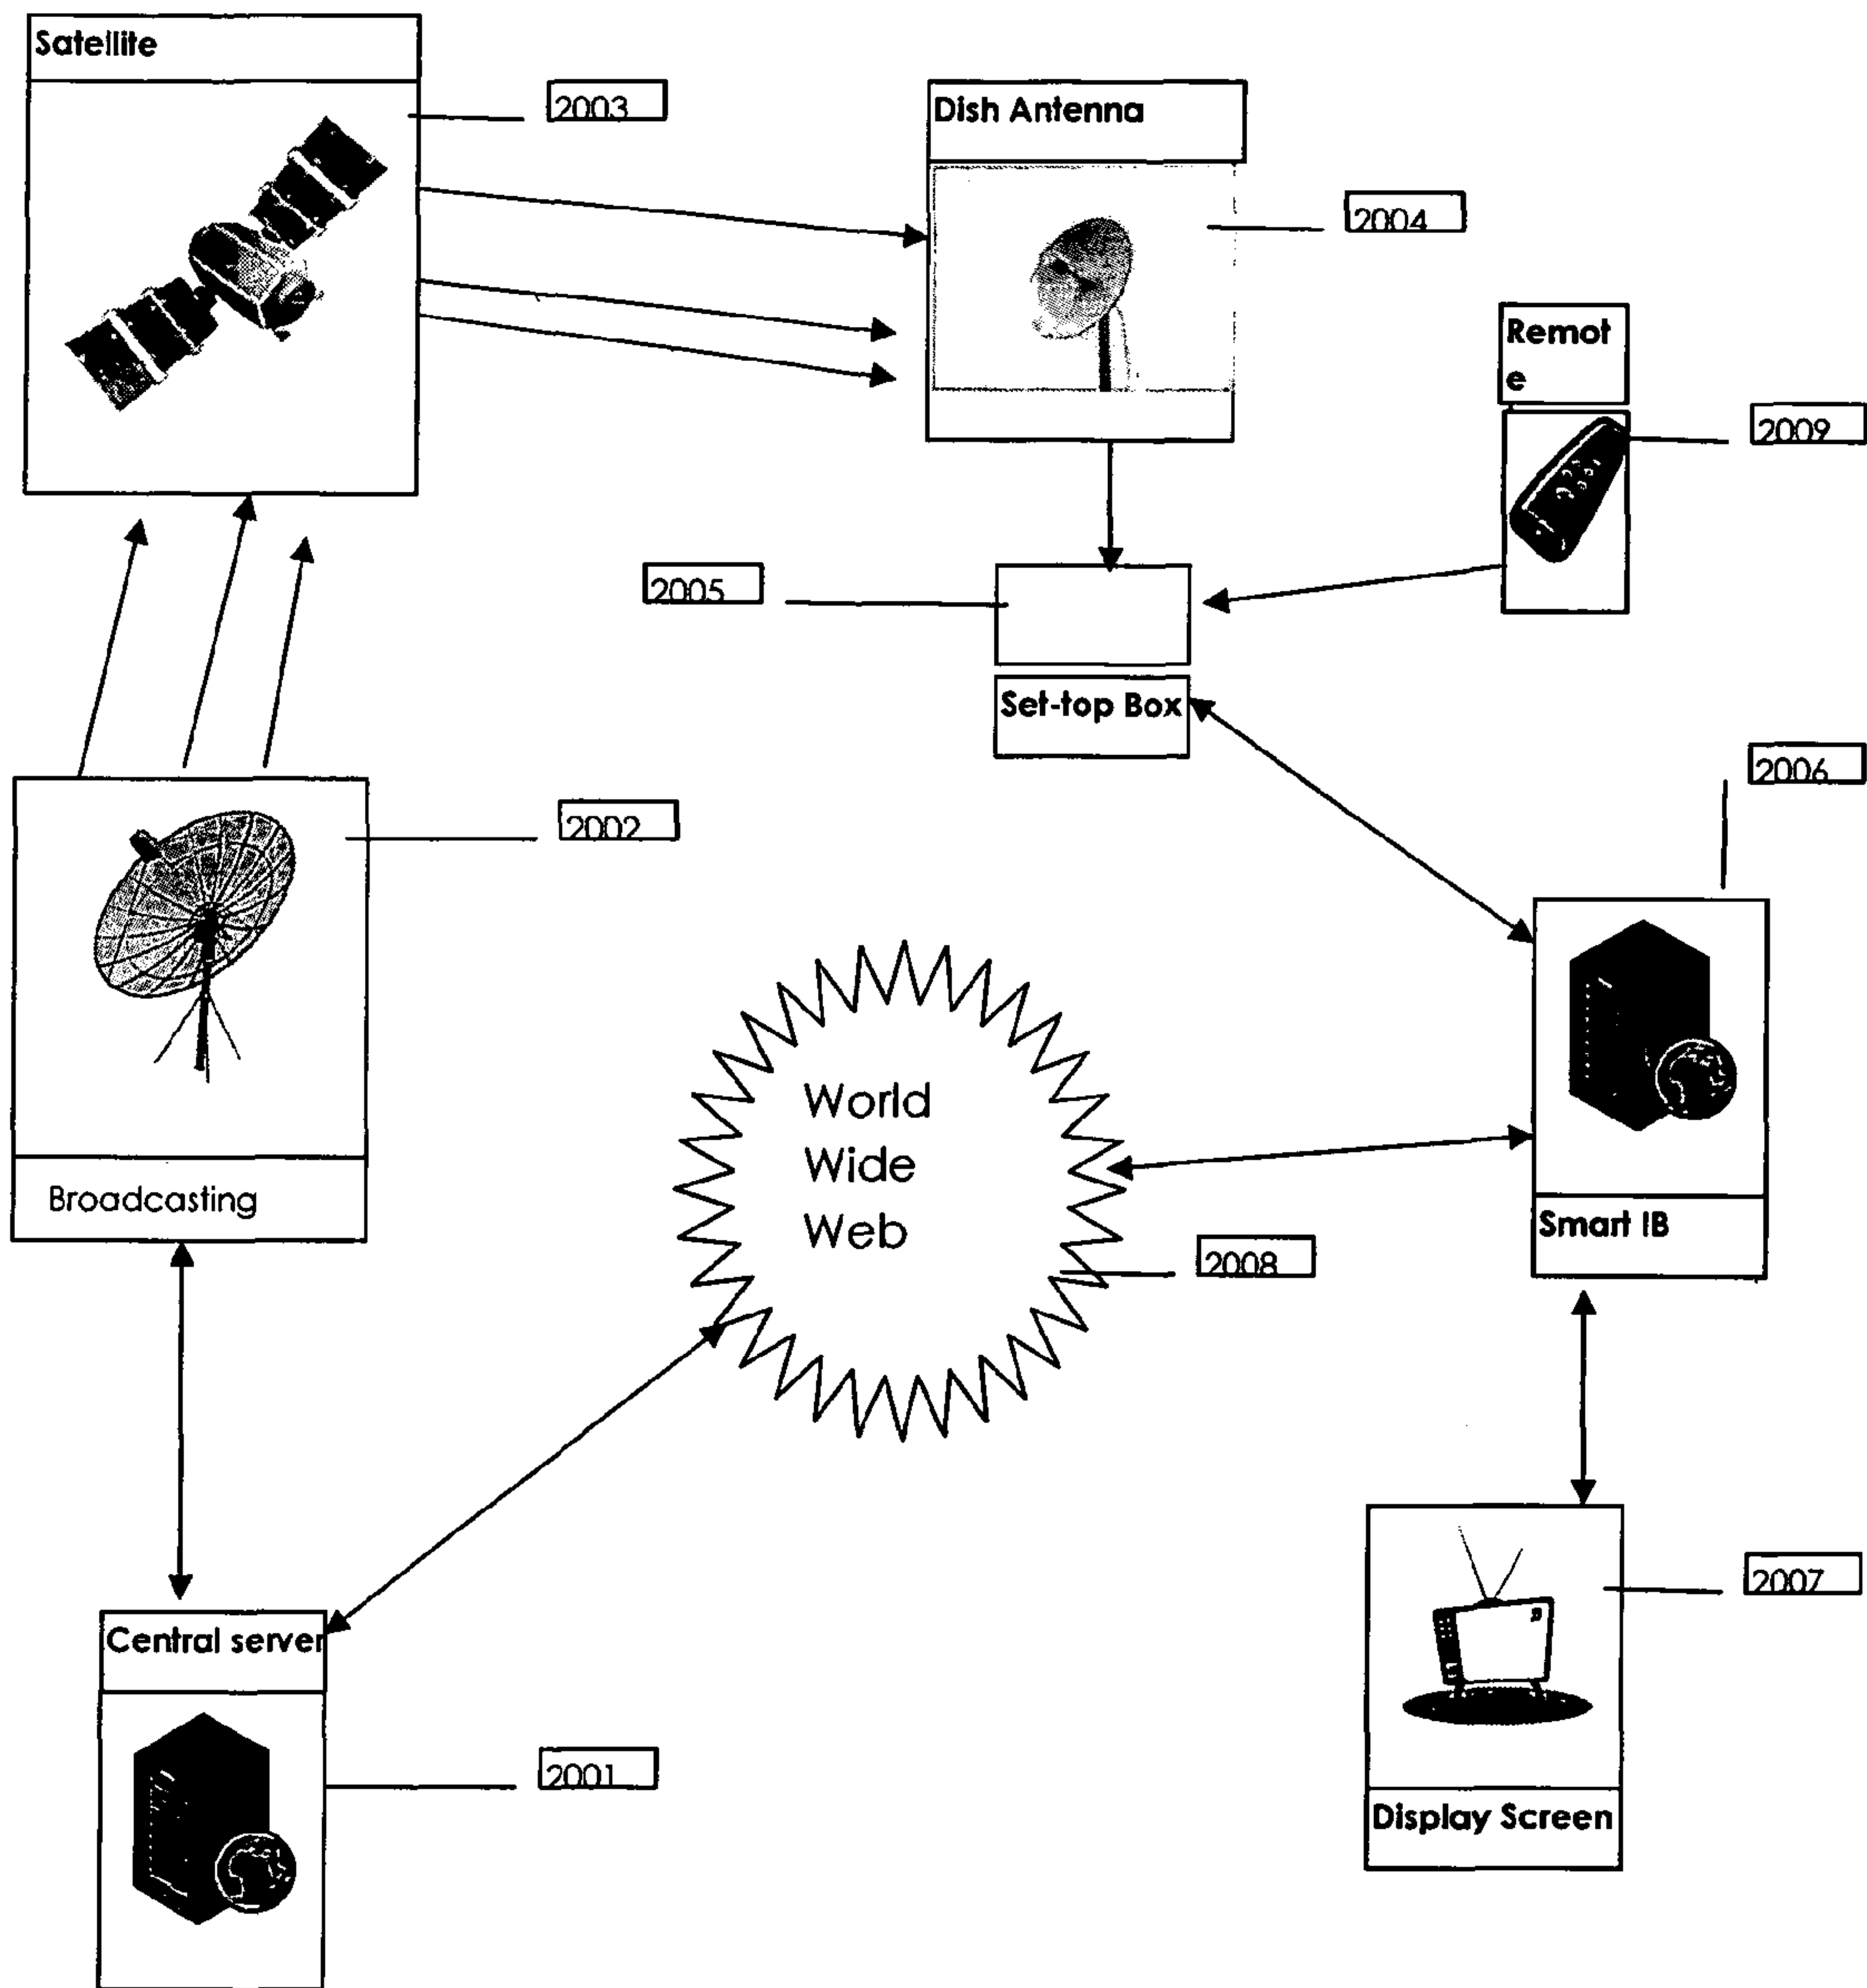 Satellite
2003
Dish Antenna
2004
Remot
e
2009
2005
Set-top Box
2006
2002
World
Wide
Web
Broadcasting
Smart IB
2008
Central server
2007
2001
Display Screen